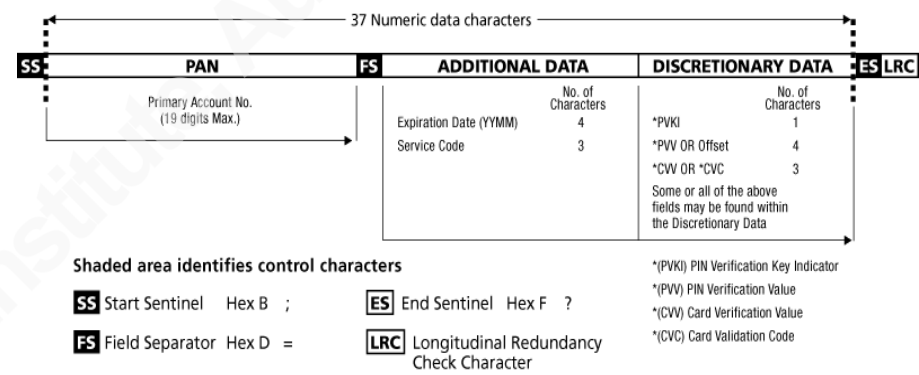 37 Numeric data characters
SS PAN FS ADDITIONAL DATA DISCRETIONARY DATA ES LRC
Primary Account No.
(19 digits Max.)
No. of
Characters
Expiration Date (YYMM) 4
Service Code 3
No. of
Characters
*PVKI 1
*PVV OR Offset 4
*CVV OR *CVC 3
Some or all of the above
fields may be found within
the Discretionary Data
Shaded area identifies control characters
SS Start Sentinel Hex B ;
ES End Sentinel Hex F ?
FS Field Separator Hex D =
LRC Longitudinal Redundancy
Check Character
*(PVKI) PIN Verification Key Indicator
*(PVV) PIN Verification Value
*(CVV) Card Verification Value
*(CVC) Card Validation Code